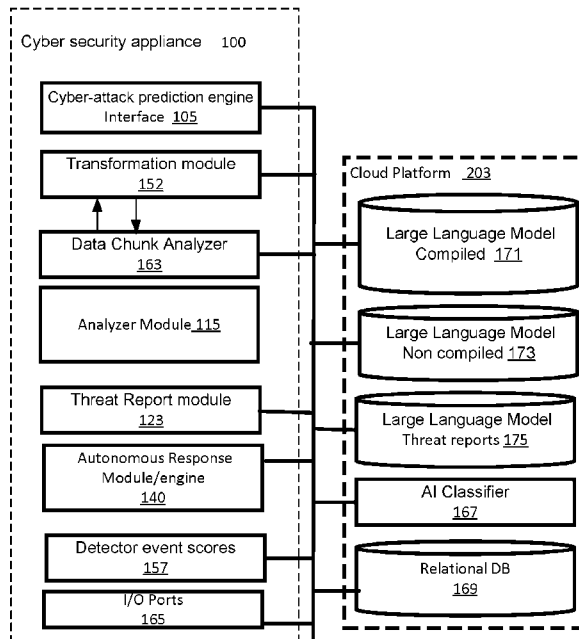 Cyber security appliance 100
Cyber-attack prediction engine
Interface 105
Transformation module
152
Data Chunk Analyzer
163
Analyzer Module 115
Threat Report module
123
Autonomous Response
Module/engine
140
Detector event scores
157
I/O Ports
165
Cloud Platform 203
Large Language Model
Compiled 171
Large Language Model
Non compiled 173
Large Language Model
Threat reports 175
AI Classifier
167
Relational DB
169